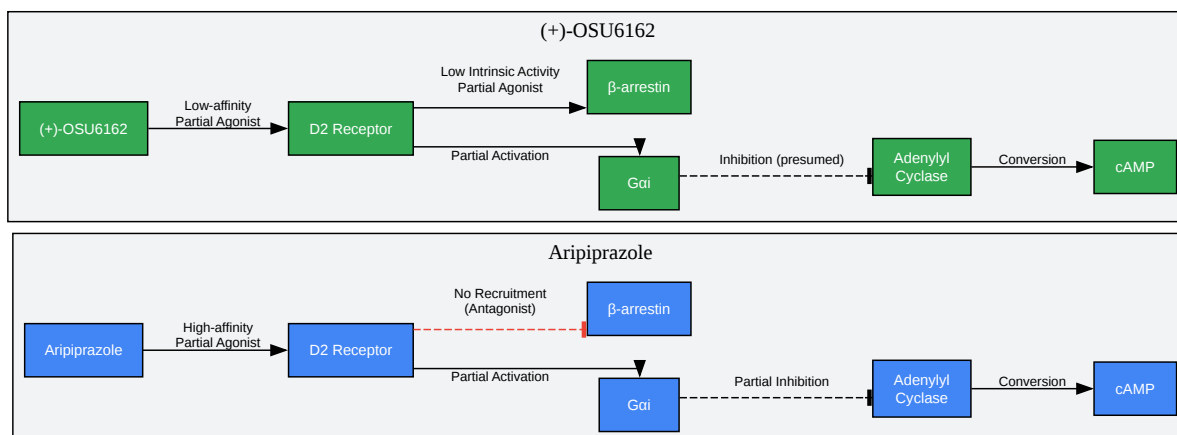 (+)-OSU6162
Low Intrinsic Activity
Partial Agonist
β-arrestin
Low-affinity
Partial Agonist
(+)-OSU6162
D2 Receptor
Partial Activation
Gαi
Inhibition (presumed)
Adenylyl
Cyclase
Conversion
cAMP
Aripiprazole
No Recruitment
(Antagonist)
β-arrestin
High-affinity
Partial Agonist
Aripiprazole
D2 Receptor
Partial Activation
Gαi
Partial Inhibition
Adenylyl
Cyclase
Conversion
cAMP